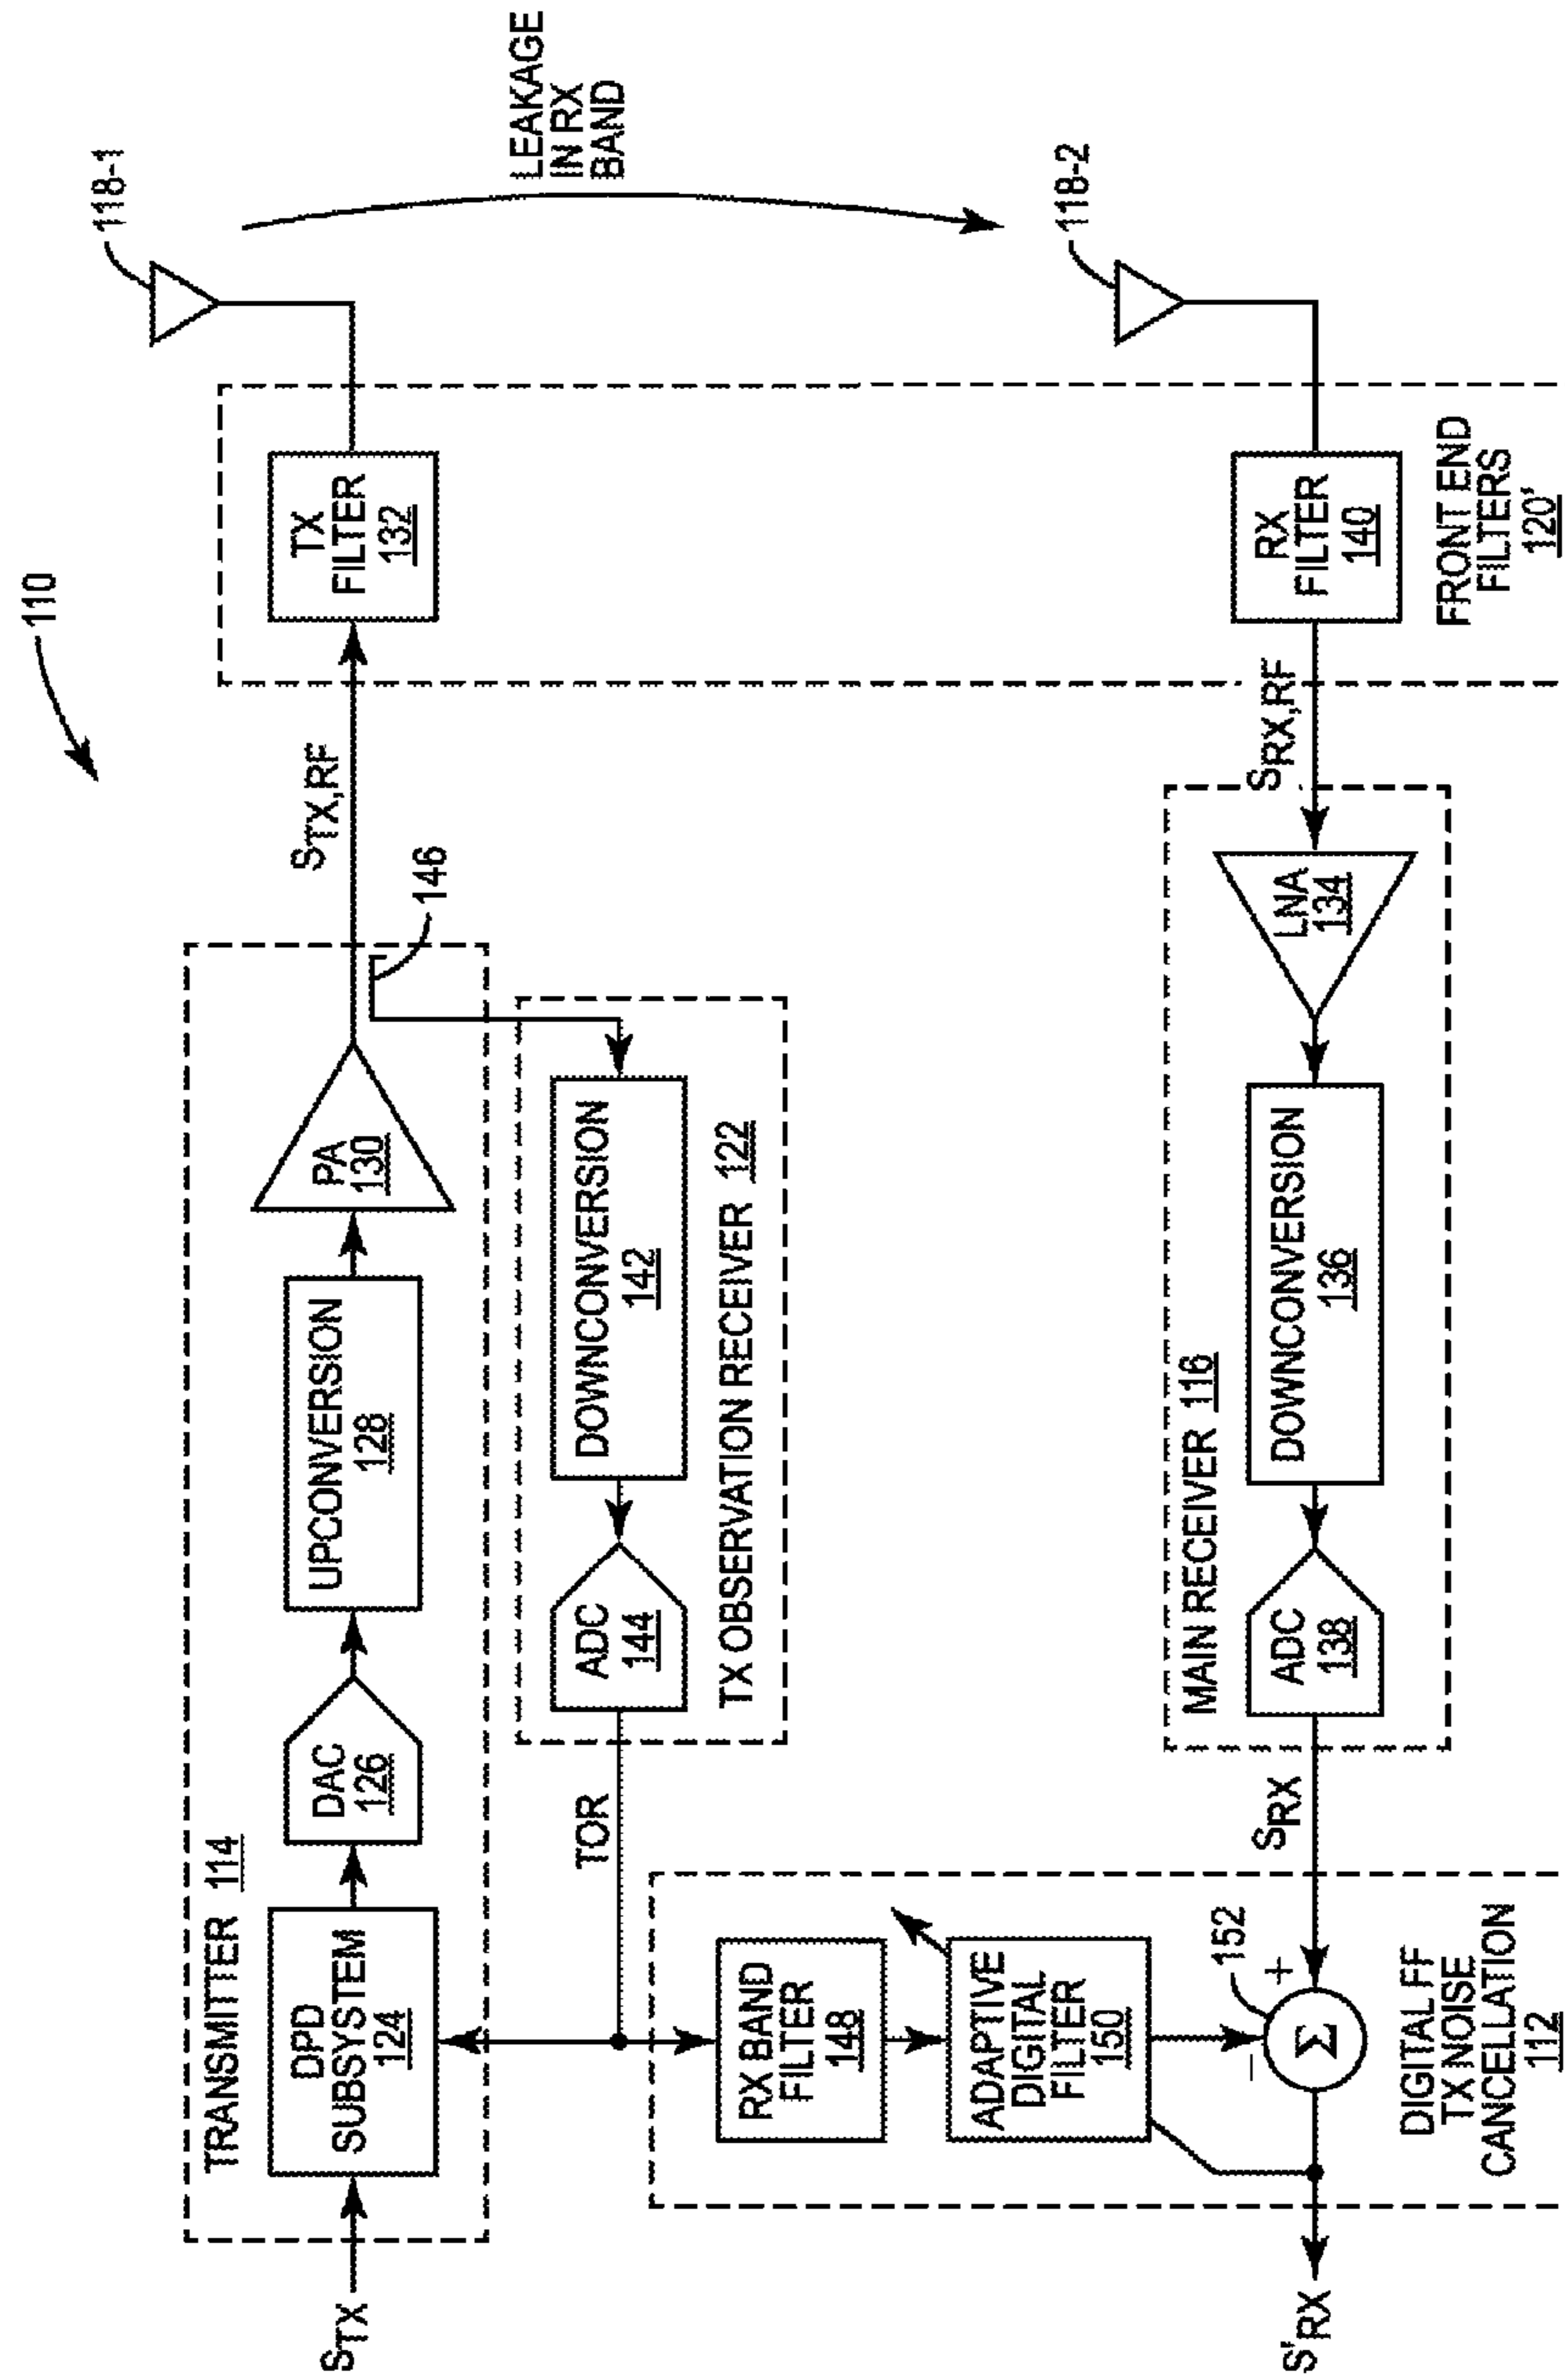 110
118-1
LEAKAGE
IN RX
BAND
118-2
TRANSMITTER 114
STX
DPD
SUBSYSTEM
124
DAC
126
UPCONVERSION
128
PA
130
STX,RF
146
TX
FILTER
132
TOR
ADC
144
DOWNCONVERSION
142
TX OBSERVATION RECEIVER 122
RX BAND
FILTER
148
ADAPTIVE
DIGITAL
FILTER
150
152
+
−
Σ
S'RX
SRX
DIGITAL FF
TX NOISE
CANCELLATION
112
MAIN RECEIVER 116
ADC
138
DOWNCONVERSION
136
LNA
134
SRX,RF
RX
FILTER
140
FRONT END
FILTERS
120'